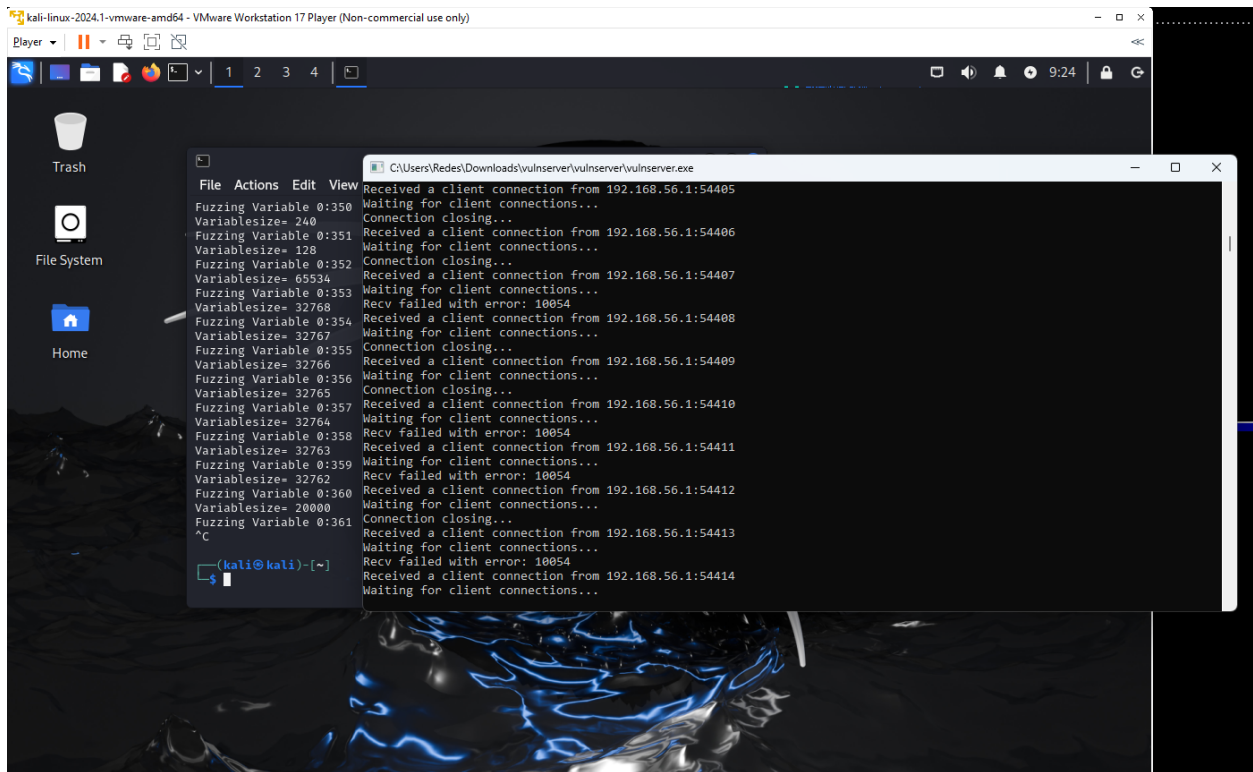 kali-linux-2024.1-vmware-amd64 - VMware Workstation 17 Player (Non-commercial use only)
Player
1 2 3 4
9:24
Trash
File System
Home
File Actions Edit View
Fuzzing Variable 0:350
Variablesize= 240
Fuzzing Variable 0:351
Variablesize= 128
Fuzzing Variable 0:352
Variablesize= 65534
Fuzzing Variable 0:353
Variablesize= 32768
Fuzzing Variable 0:354
Variablesize= 32767
Fuzzing Variable 0:355
Variablesize= 32766
Fuzzing Variable 0:356
Variablesize= 32765
Fuzzing Variable 0:357
Variablesize= 32764
Fuzzing Variable 0:358
Variablesize= 32763
Fuzzing Variable 0:359
Variablesize= 32762
Fuzzing Variable 0:360
Variablesize= 20000
Fuzzing Variable 0:361
^C
┌──(kali㉿kali)-[~]
└─$
C:\Users\Redes\Downloads\vulnserver\vulnserver\vulnserver.exe
Received a client connection from 192.168.56.1:54405
Waiting for client connections...
Connection closing...
Received a client connection from 192.168.56.1:54406
Waiting for client connections...
Connection closing...
Received a client connection from 192.168.56.1:54407
Waiting for client connections...
Recv failed with error: 10054
Received a client connection from 192.168.56.1:54408
Waiting for client connections...
Connection closing...
Received a client connection from 192.168.56.1:54409
Waiting for client connections...
Connection closing...
Received a client connection from 192.168.56.1:54410
Waiting for client connections...
Recv failed with error: 10054
Received a client connection from 192.168.56.1:54411
Waiting for client connections...
Recv failed with error: 10054
Received a client connection from 192.168.56.1:54412
Waiting for client connections...
Connection closing...
Received a client connection from 192.168.56.1:54413
Waiting for client connections...
Recv failed with error: 10054
Received a client connection from 192.168.56.1:54414
Waiting for client connections...